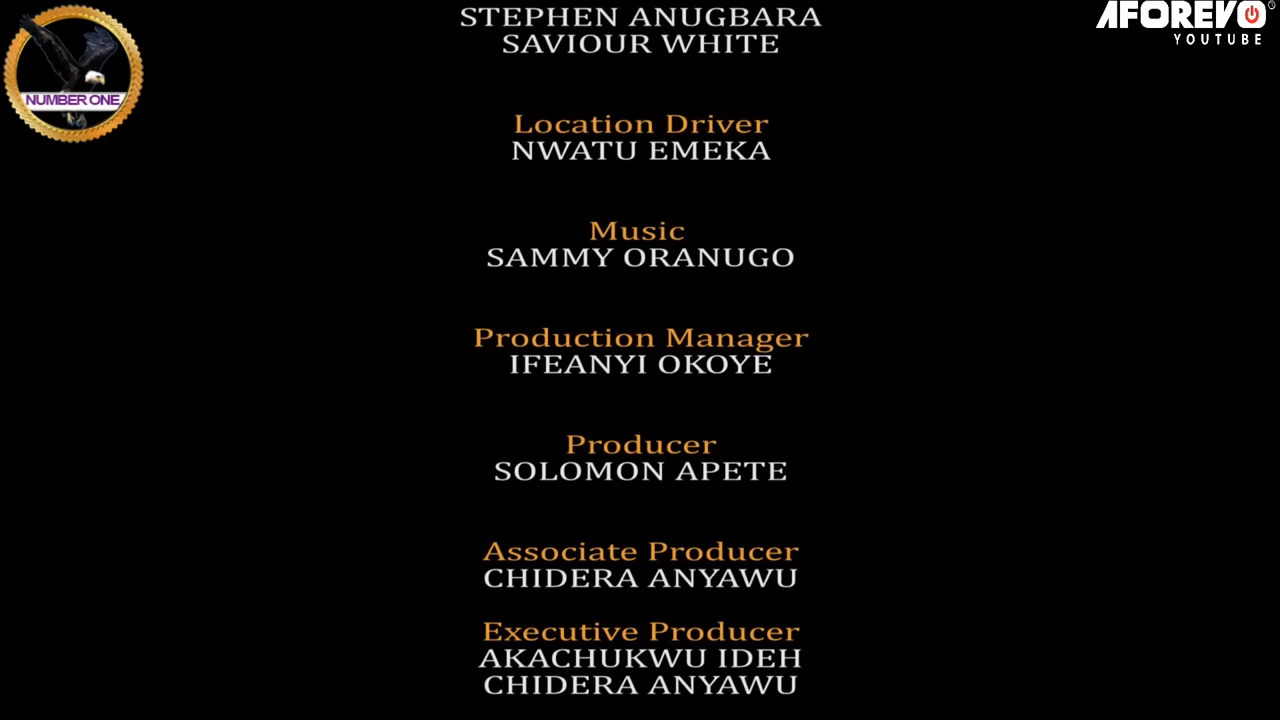 STEPHEN ANUGBARA
SAVIOUR WHITE
NUMBER ONE
AFOREVO
YOUTUBE
Location Driver
NWATU EMEKA
Music
SAMMY ORANUGO
Production Manager
IFEANYI OKOYE
Producer
SOLOMON APETE
Associate Producer
CHIDERA ANYAWU
Executive Producer
AKACHUKWU IDEH
CHIDERA ANYAWU